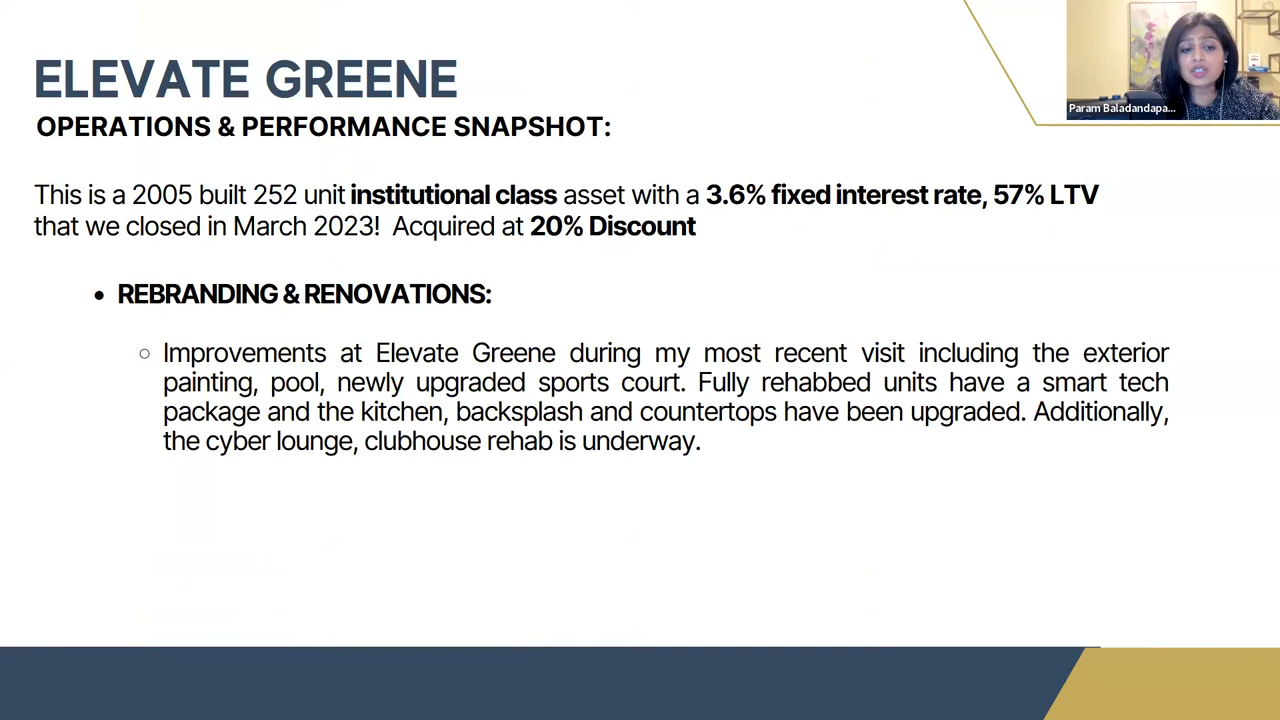 ELEVATE GREENE
OPERATIONS & PERFORMANCE SNAPSHOT:
Param Baladandapa...
This is a 2005 built 252 unit institutional class asset with a 3.6% fixed interest rate, 57% LTV
that we closed in March 2023! Acquired at 20% Discount
• REBRANDING & RENOVATIONS:
○ Improvements at Elevate Greene during my most recent visit including the exterior
painting, pool, newly upgraded sports court. Fully rehabbed units have a smart tech
package and the kitchen, backsplash and countertops have been upgraded. Additionally,
the cyber lounge, clubhouse rehab is underway.